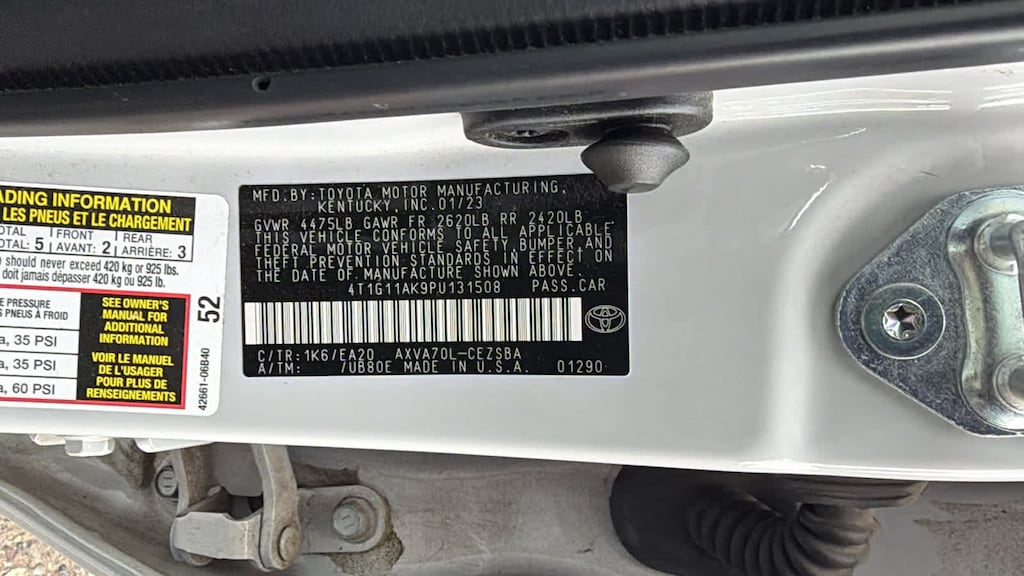 ADING INFORMATION
LES PNEUS ET LE CHARGEMENT
TOTAL FRONT REAR
TOTAL: 5 AVANT: 2 ARRIÈRE: 3
should never exceed 420 kg or 925 lbs.
doit jamais dépasser 420 kg ou 925 lb.
PRESSURE
PNEUS À FROID
35 PSI
35 PSI
60 PSI
SEE OWNER'S
MANUAL FOR
ADDITIONAL
INFORMATION
VOIR LE MANUEL
DE L'USAGER
POUR PLUS DE
RENSEIGNEMENTS
52
42661-06B40
MFD.BY:TOYOTA MOTOR MANUFACTURING,
KENTUCKY, INC.01/23
GVWR 4475LB GAWR FR 2620LB RR 2420LB
THIS VEHICLE CONFORMS TO ALL APPLICABLE
FEDERAL MOTOR VEHICLE SAFETY,BUMPER,AND
THEFT PREVENTION STANDARDS IN EFFECT ON
THE DATE OF MANUFACTURE SHOWN ABOVE.
4T1G11AK9PU131508 PASS.CAR
C/TR:1K6/EA20 AXVA70L-CEZSBA
A/TM: /UB80E MADE IN U.S.A. 01290